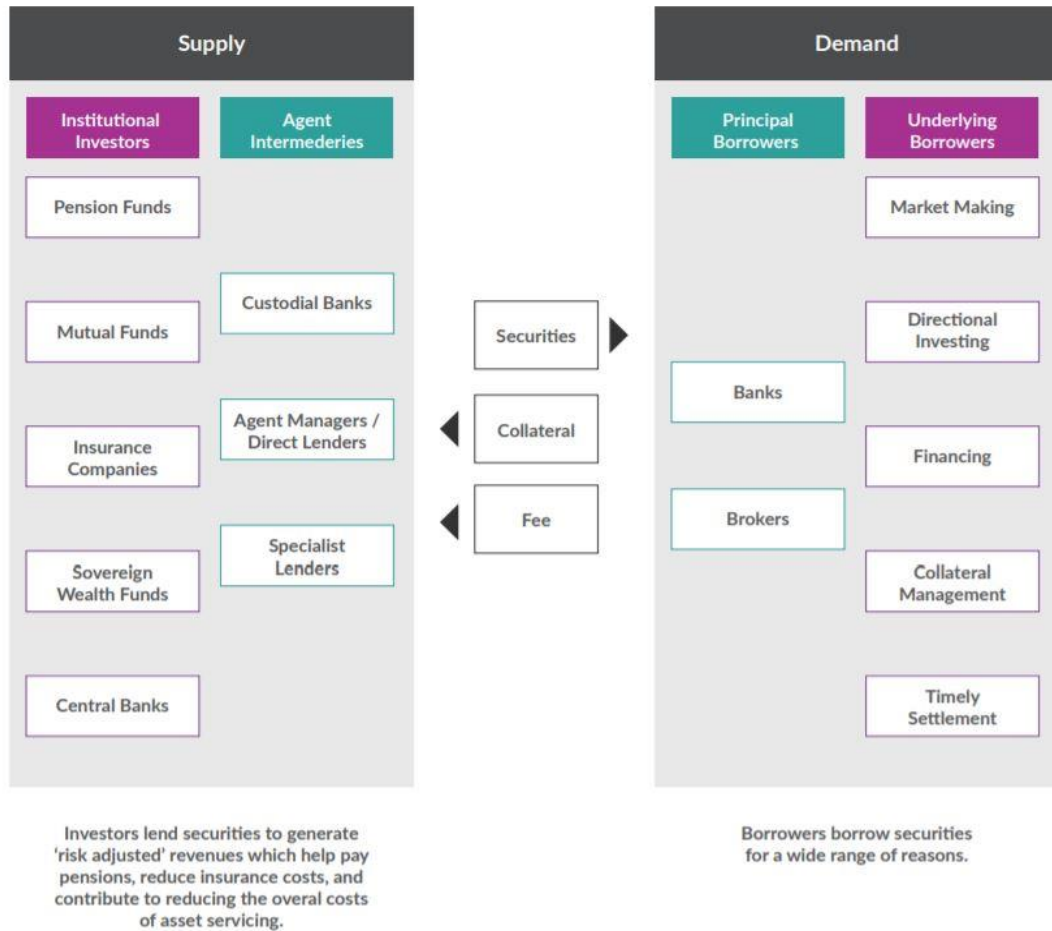 Supply
Institutional
Investors
Agent
Intermederies
Pension Funds
Mutual Funds
Insurance
Companies
Sovereign
Wealth Funds
Central Banks
Custodial Banks
Agent Managers /
Direct Lenders
Specialist
Lenders
Securities
Collateral
Fee
Demand
Principal
Borrowers
Underlying
Borrowers
Banks
Brokers
Market Making
Directional
Investing
Financing
Collateral
Management
Timely
Settlement
Investors lend securities to generate
‘risk adjusted’ revenues which help pay
pensions, reduce insurance costs, and
contribute to reducing the overal costs
of asset servicing.
Borrowers borrow securities
for a wide range of reasons.